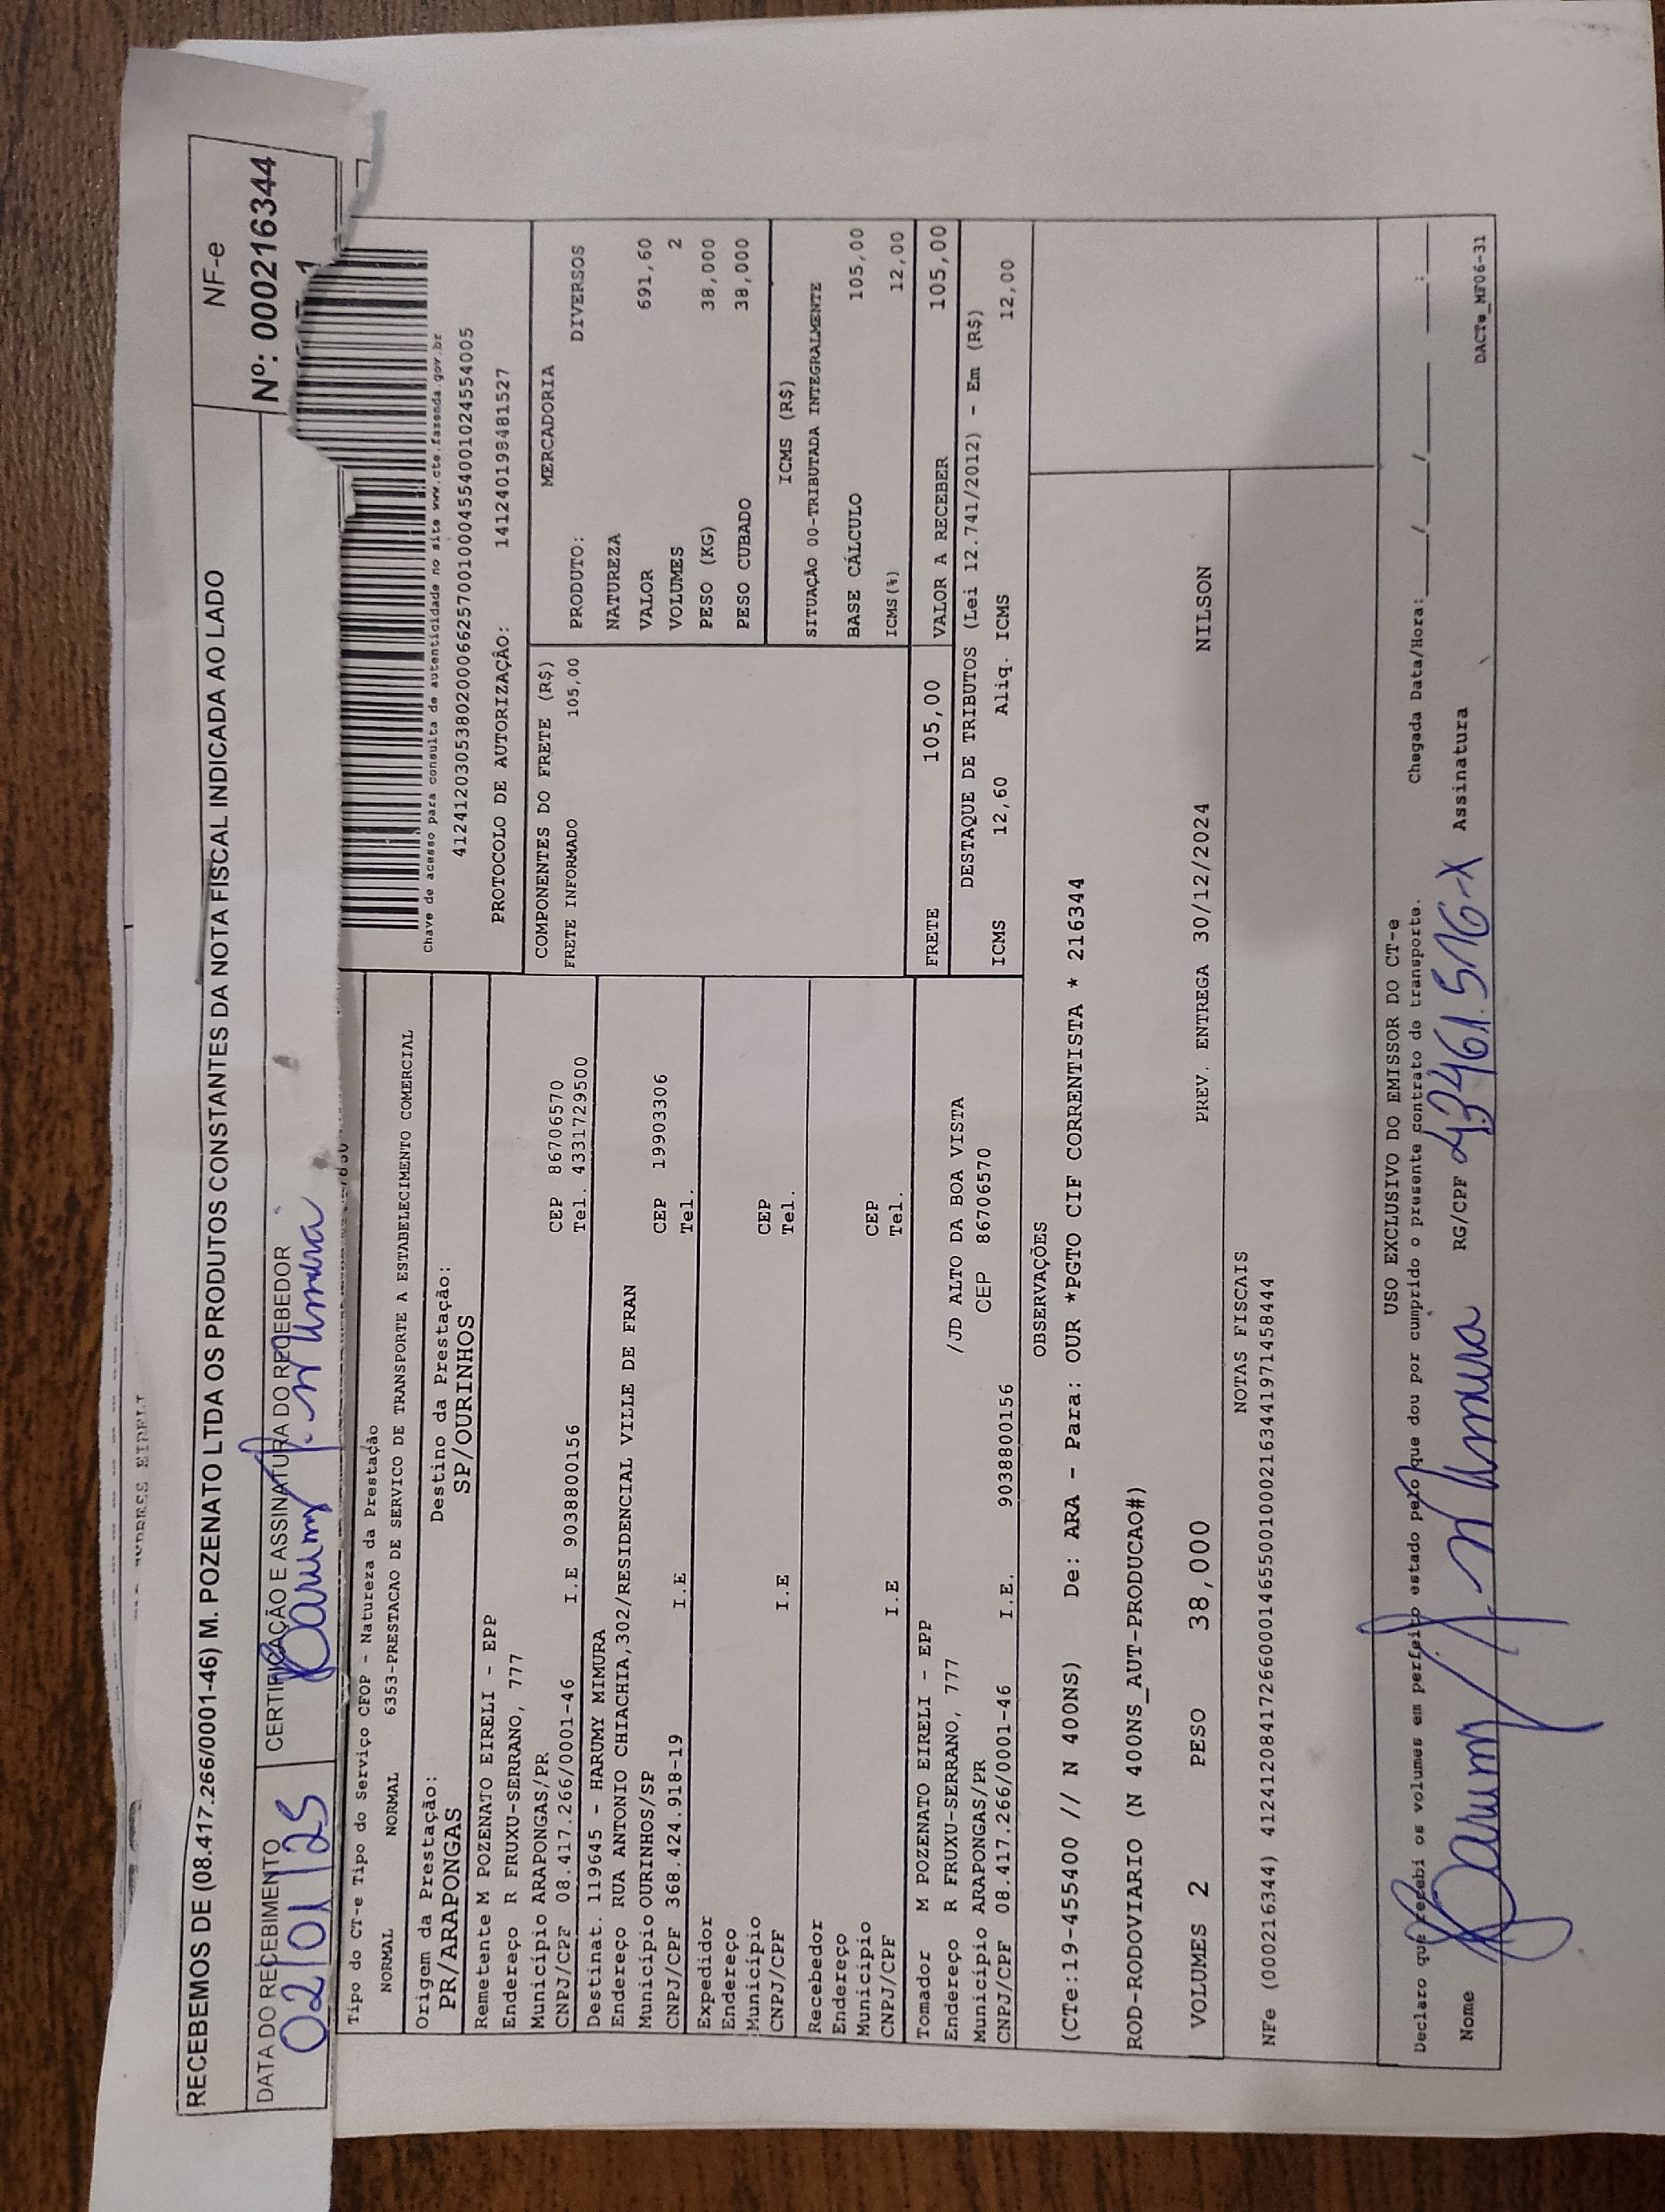 RECEBEMOS DE (08.417.266/0001-46) M. POZENATO LTDA OS PRODUTOS CONSTANTES DA NOTA FISCAL INDICADA AO LADO
NF-e
Nº: 000216344
DATA DO RECEBIMENTO
02/01/25
CERTIFICAÇÃO E ASSINATURA DO RECEBEDOR
Harumy J. M Mimura
Tipo do CT-e Tipo do Serviço CFOP - Natureza da Prestação
NORMAL NORMAL 6353-PRESTACAO DE SERVICO DE TRANSPORTE A ESTABELECIMENTO COMERCIAL
Chave de acesso para consulta de autenticidade no site www.cte.fazenda.gov.br
41241203053802000662570010004554001024554005
PROTOCOLO DE AUTORIZAÇÃO: 141240198481527
Origem da Prestação: Destino da Prestação:
PR/ARAPONGAS SP/OURINHOS
Remetente M POZENATO EIRELI - EPP
Endereço R FRUXU-SERRANO, 777
Município ARAPONGAS/PR CEP 86706570
CNPJ/CPF 08.417.266/0001-46 I.E 9038800156 Tel. 4331729500
Destinat. 119645 - HARUMY MIMURA
Endereço RUA ANTONIO CHIACHIA,302/RESIDENCIAL VILLE DE FRAN
Município OURINHOS/SP CEP 19903306
CNPJ/CPF 368.424.918-19 I.E Tel.
Expedidor
Endereço
Município CEP
CNPJ/CPF I.E Tel.
Recebedor
Endereço
Município CEP
CNPJ/CPF I.E Tel.
Tomador M POZENATO EIRELI - EPP
Endereço R FRUXU-SERRANO, 777 /JD ALTO DA BOA VISTA
Município ARAPONGAS/PR CEP 86706570
CNPJ/CPF 08.417.266/0001-46 I.E. 9038800156
COMPONENTES DO FRETE (R$)
FRETE INFORMADO 105,00
MERCADORIA
PRODUTO: DIVERSOS
NATUREZA
VALOR 691,60
VOLUMES 2
PESO (KG) 38,000
PESO CUBADO 38,000
ICMS (R$)
SITUAÇÃO 00-TRIBUTADA INTEGRALMENTE
BASE CÁLCULO 105,00
ICMS(%) 12,00
FRETE 105,00 VALOR A RECEBER 105,00
DESTAQUE DE TRIBUTOS (Lei 12.741/2012) - Em (R$)
ICMS 12,60 Aliq. ICMS 12,00
OBSERVAÇÕES
(CTe:19-455400 // N 400NS) De: ARA - Para: OUR *PGTO CIF CORRENTISTA * 216344
ROD-RODOVIARIO (N 400NS_AUT-PRODUCAO#)
VOLUMES 2 PESO 38,000 PREV. ENTREGA 30/12/2024 NILSON
NOTAS FISCAIS
NFe (000216344) 41241208417266000146550010002163441971458444
USO EXCLUSIVO DO EMISSOR DO CT-e
Declaro que recebi os volumes em perfeito estado pelo que dou por cumprido o presente contrato de transporte. Chegada Data/Hora:____/____/____ ___:___
Nome Harumy J. M Mimura RG/CPF 43461.516-X Assinatura
DACTe_MF06-31